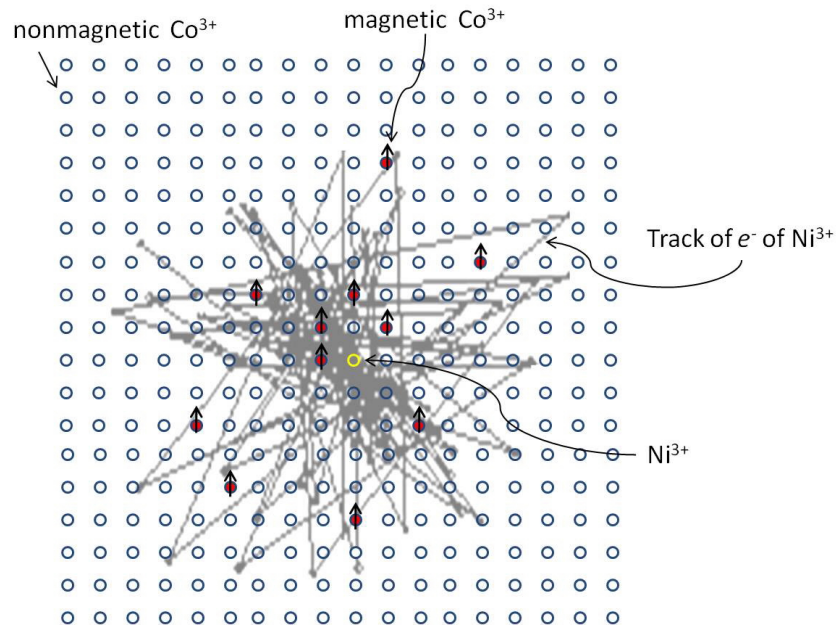 nonmagnetic Co³⁺
magnetic Co³⁺
Track of e⁻ of Ni³⁺
Ni³⁺